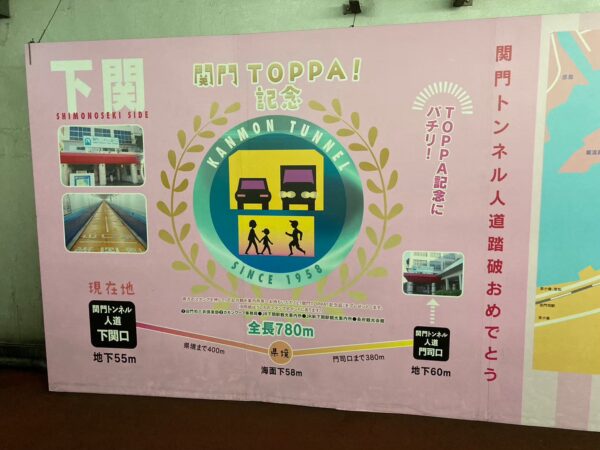 下関
SHIMONOSEKI SIDE
関門 TOPPA!
記念
KANMON TUNNEL
SINCE 1958
TOPPA記念に
パチリ!
関門トンネル人道踏破おめでとう
現在地
関門トンネル
人道
下関口
地下55m
県境まで400m
全長780m
県境
海面下58m
門司口まで380m
関門トンネル
人道
門司口
地下60m